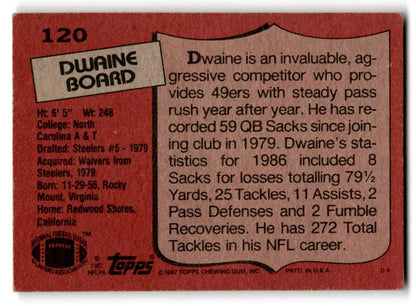 120
DWAINE
BOARD
Ht: 6' 5" Wt: 248
College: North
Carolina A & T
Drafted: Steelers #5 - 1979
Acquired: Waivers from
Steelers, 1979
Born: 11-29-56, Rocky
Mount, Virginia
Home: Redwood Shores,
California
Dwaine is an invaluable, ag-
gressive competitor who pro-
vides 49ers with steady pass
rush year after year. He has re-
corded 59 QB Sacks since join-
ing club in 1979. Dwaine's sta-
tistics for 1986 included 8
Sacks for losses totalling 79½
Yards, 25 Tackles, 11 Assists, 2
Pass Defenses and 2 Fumble
Recoveries. He has 272 Total
Tackles in his NFL career.
© 1987
NFLPA
Topps
©1987 TOPPS CHEWING GUM, INC. PRTD. IN U.S.A.